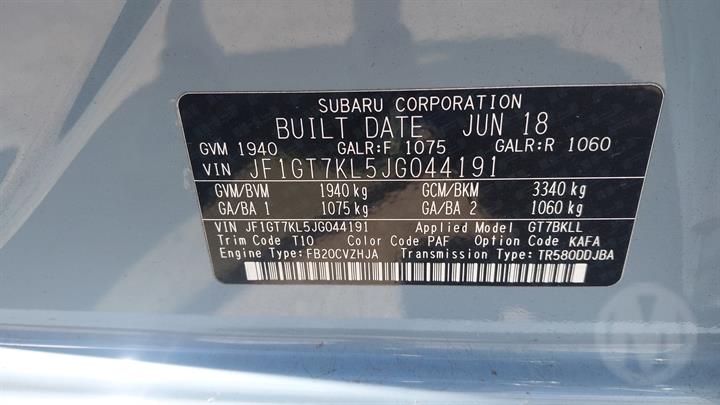 SUBARU CORPORATION
BUILT DATE JUN 18
GVM 1940 GALR:F 1075 GALR:R 1060
VIN JF1GT7KL5JG044191
GVM/BVM 1940 kg GCM/BKM 3340 kg
GA/BA 1 1075 kg GA/BA 2 1060 kg
VIN JF1GT7KL5JG044191 Applied Model GT7BKLL
Trim Code T10 Color Code PAF Option Code KAFA
Engine Type:FB20CVZHJA Transmission Type:TR580DDJBA